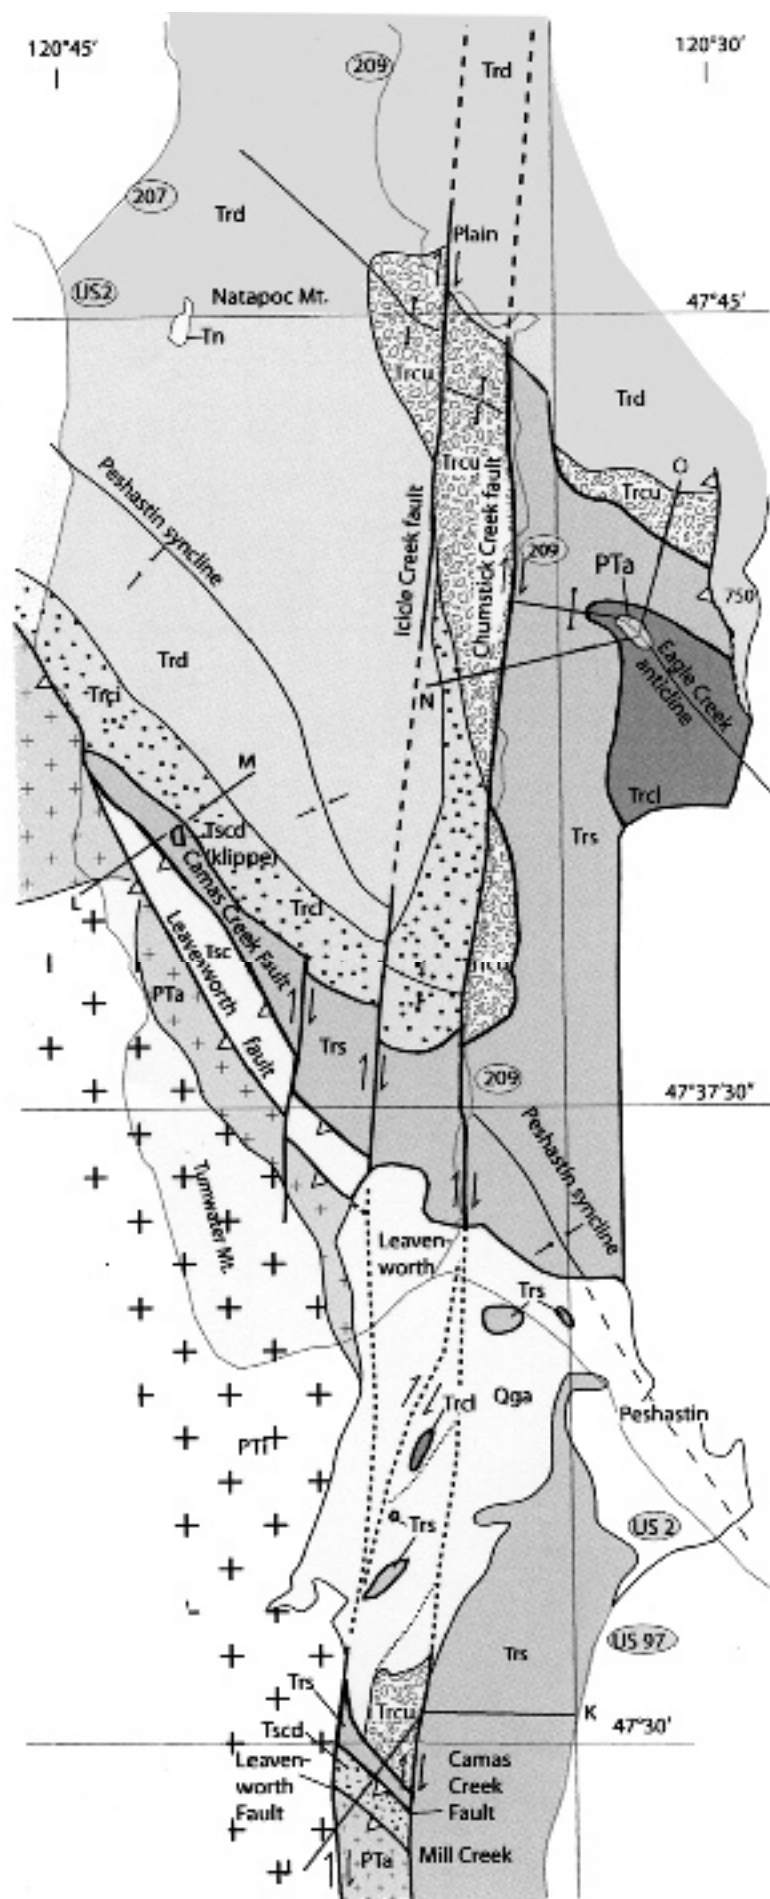 120°45'
209
120°30'
Trd
207
Trd
Plain
US2
Natapoc Mt.
47°45'
Tn
Trcu
Trd
Trcu
O
Trcu
Peshastin syncline
Icicle Creek fault
Chumstick Creek fault
209
PTa
750
Trd
Eagle Creek
anticline
Trci
N
M
Trcl
Tscd
(klippe)
Trs
L
Camas Creek Fault
Trcl
Leavenworth
fault
Tsc
Trcu
PTa
Trs
209
47°37'30"
Peshastin syncline
Tumwater Mt.
Leaven-
worth
Trs
Trcl
Qga
Peshastin
PTi
Trs
US 2
Trs
US 97
Trs
Trcu
K
47°30'
Tscd
Leaven-
worth
Fault
Camas
Creek
Fault
J
PTa
Mill Creek